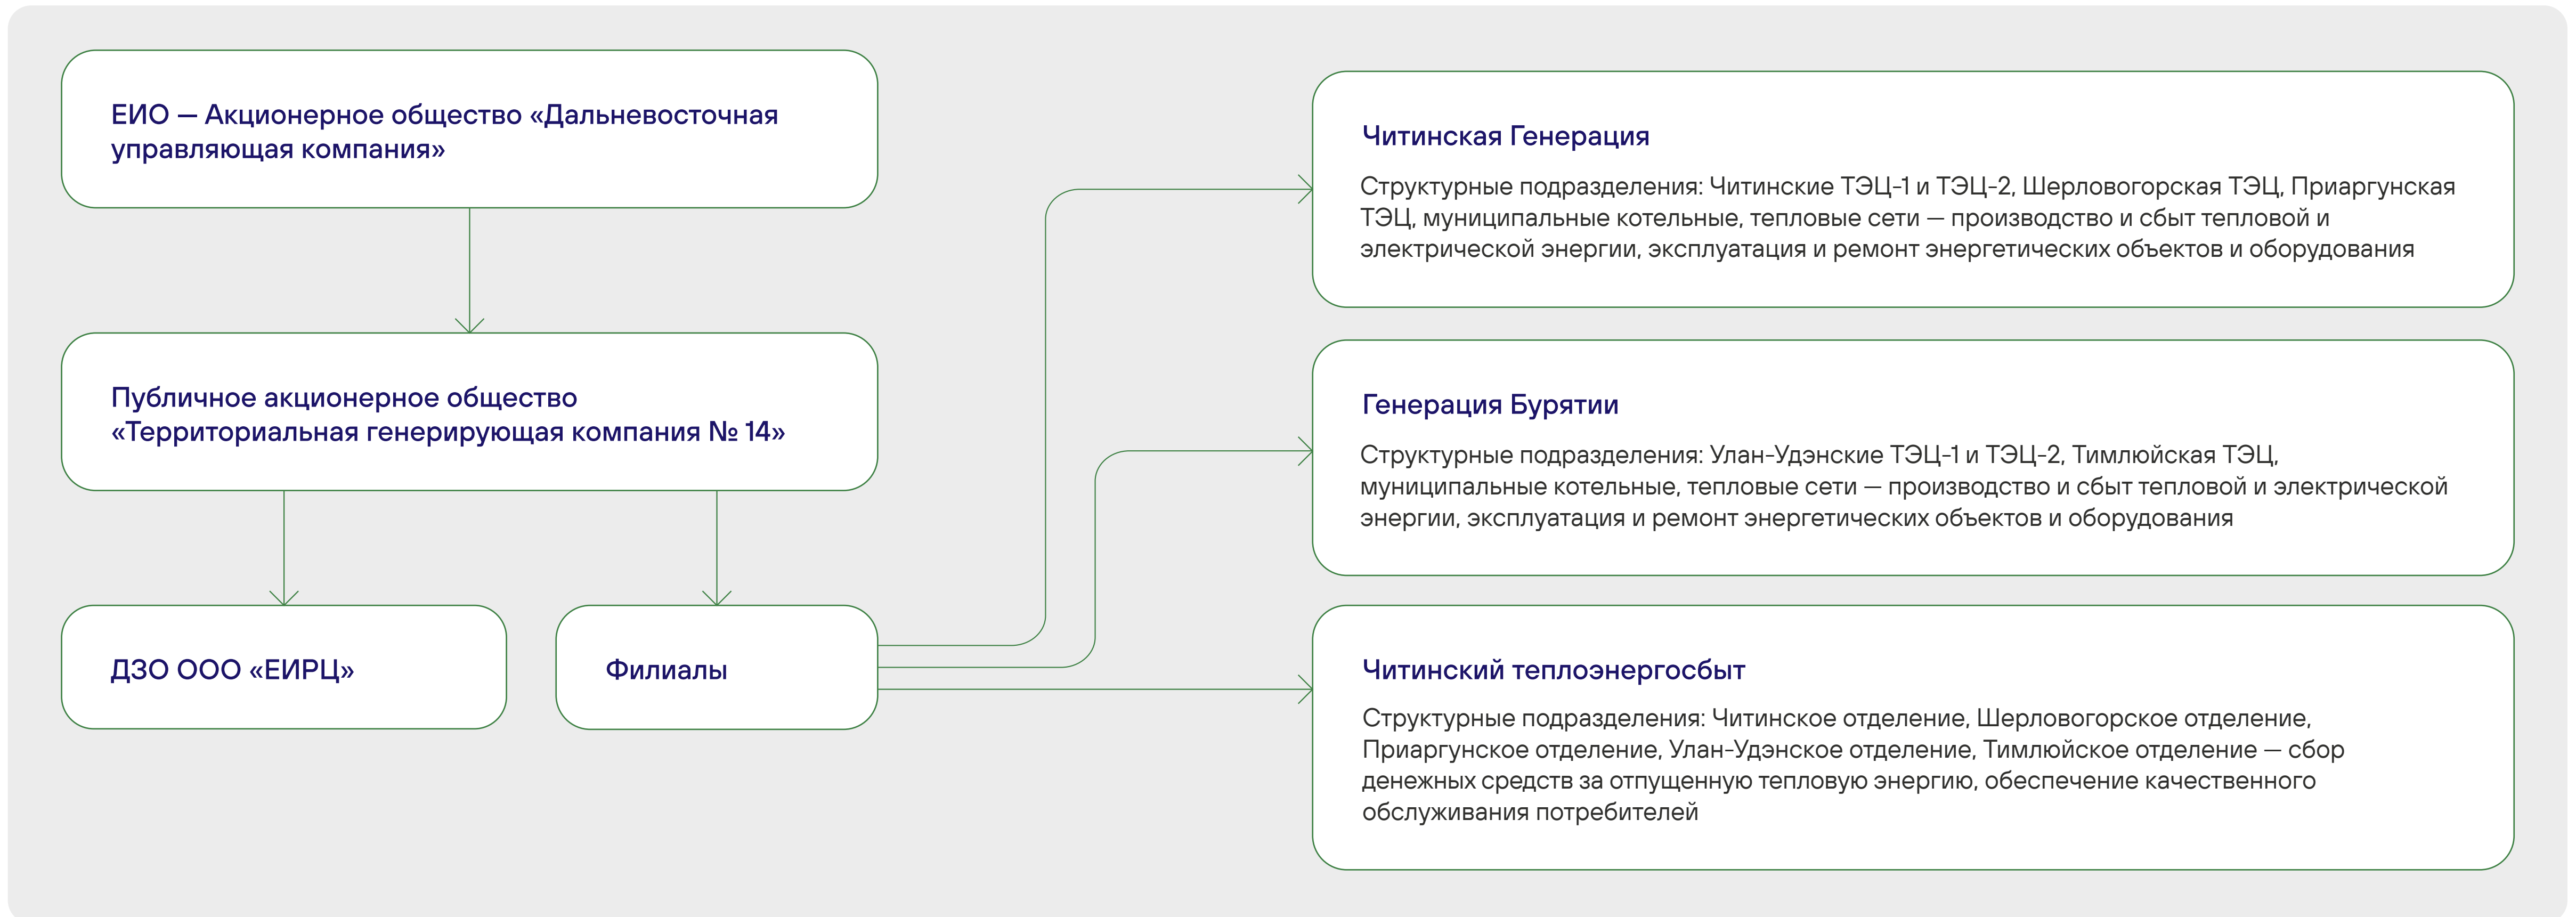 ЕИО — Акционерное общество «Дальневосточная
управляющая компания»
Публичное акционерное общество
«Территориальная генерирующая компания № 14»
ДЗО ООО «ЕИРЦ»
Филиалы
Читинская Генерация
Структурные подразделения: Читинские ТЭЦ-1 и ТЭЦ-2, Шерловогорская ТЭЦ, Приаргунская
ТЭЦ, муниципальные котельные, тепловые сети — производство и сбыт тепловой и
электрической энергии, эксплуатация и ремонт энергетических объектов и оборудования
Генерация Бурятии
Структурные подразделения: Улан-Удэнские ТЭЦ-1 и ТЭЦ-2, Тимлюйская ТЭЦ,
муниципальные котельные, тепловые сети — производство и сбыт тепловой и электрической
энергии, эксплуатация и ремонт энергетических объектов и оборудования
Читинский теплоэнергосбыт
Структурные подразделения: Читинское отделение, Шерловогорское отделение,
Приаргунское отделение, Улан-Удэнское отделение, Тимлюйское отделение — сбор
денежных средств за отпущенную тепловую энергию, обеспечение качественного
обслуживания потребителей